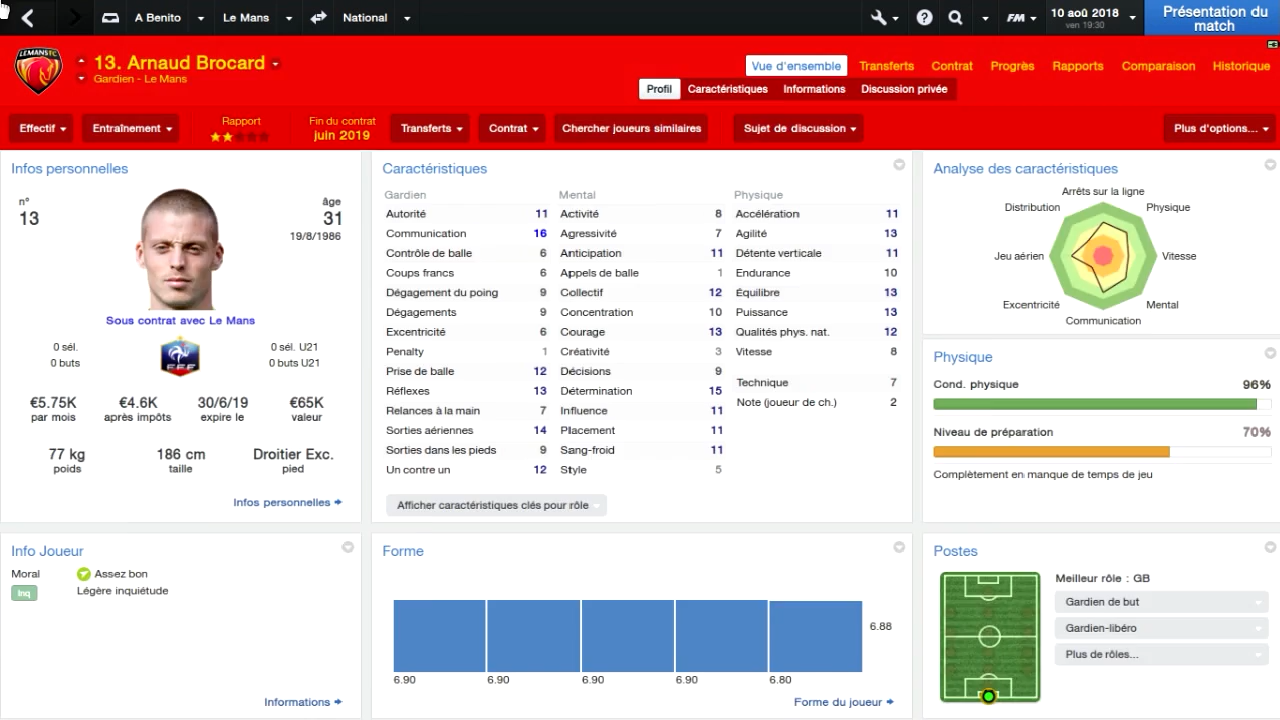 A Benito
Le Mans
National
FM
10 aoû 2018
ven 19:30
Présentation du match
LE MANS FC
13. Arnaud Brocard
Gardien - Le Mans
Vue d'ensemble
Transferts
Contrat
Progrès
Rapports
Comparaison
Historique
Profil
Caractéristiques
Informations
Discussion privée
Effectif
Entraînement
Rapport
Fin du contrat
juin 2019
Transferts
Contrat
Chercher joueurs similaires
Sujet de discussion
Plus d'options....
Infos personnelles
n°
13
âge
31
19/8/1986
Sous contrat avec Le Mans
0 sél.
0 buts
FFF
0 sél. U21
0 buts U21
€5.75K
par mois
€4.6K
après impôts
30/6/19
expire le
€65K
valeur
77 kg
poids
186 cm
taille
Droitier Exc.
pied
Infos personnelles
Caractéristiques
Gardien
Autorité 11
Communication 16
Contrôle de balle 6
Coups francs 6
Dégagement du poing 9
Dégagements 9
Excentricité 6
Penalty 1
Prise de balle 12
Réflexes 13
Relances à la main 7
Sorties aériennes 14
Sorties dans les pieds 9
Un contre un 12
Mental
Activité 8
Agressivité 7
Anticipation 11
Appels de balle 1
Collectif 12
Concentration 10
Courage 13
Créativité 3
Décisions 9
Détermination 15
Influence 11
Placement 11
Sang-froid 11
Style 5
Physique
Accélération 11
Agilité 13
Détente verticale 11
Endurance 10
Équilibre 13
Puissance 13
Qualités phys. nat. 12
Vitesse 8
Technique 7
Note (joueur de ch.) 2
Afficher caractéristiques clés pour rôle
Analyse des caractéristiques
Arrêts sur la ligne
Distribution
Physique
Jeu aérien
Vitesse
Excentricité
Mental
Communication
Physique
Cond. physique 96%
Niveau de préparation 70%
Complètement en manque de temps de jeu
Info Joueur
Moral
Assez bon
Inq
Légère inquiétude
Informations
Forme
6.88
6.90
6.90
6.90
6.90
6.80
Forme du joueur
Postes
Meilleur rôle : GB
Gardien de but
Gardien-libéro
Plus de rôles...